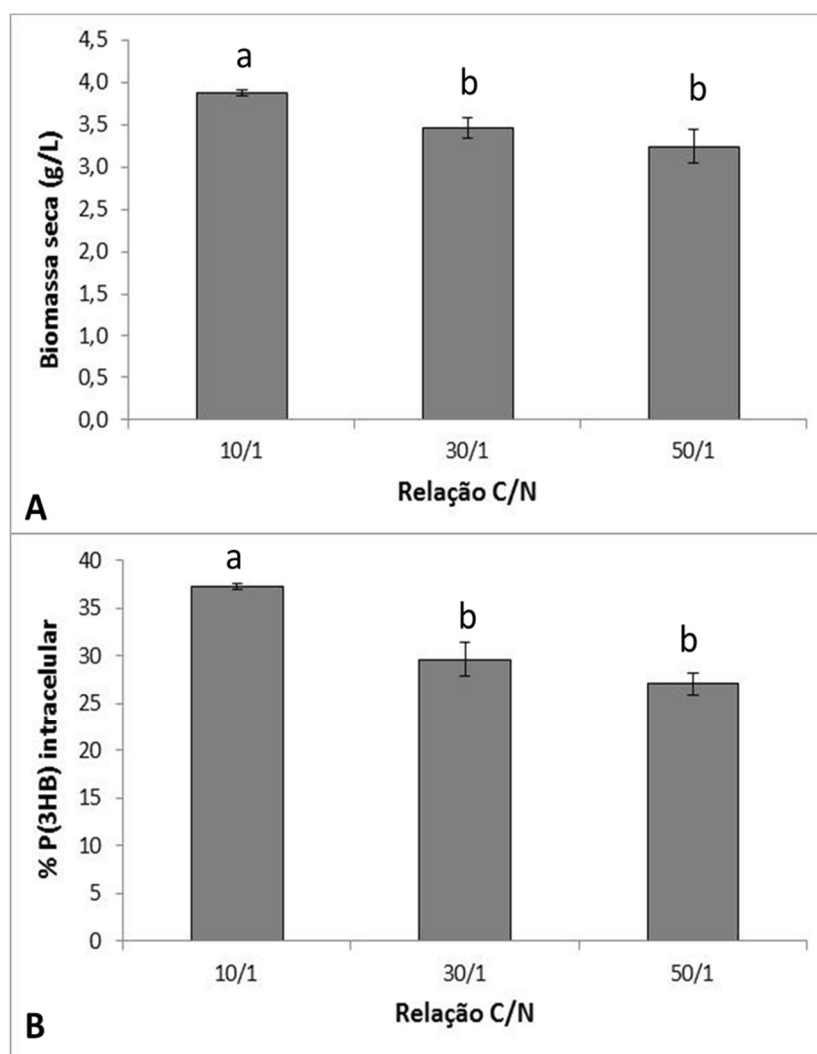 4,5
4,0
3,5
3,0
2,5
2,0
1,5
1,0
0,5
0,0
Biomassa seca (g/L)
a
b
b
10/1
30/1
50/1
Relação C/N
A
40
35
30
25
20
15
10
5
0
% P(3HB) intracelular
a
b
b
10/1
30/1
50/1
Relação C/N
B